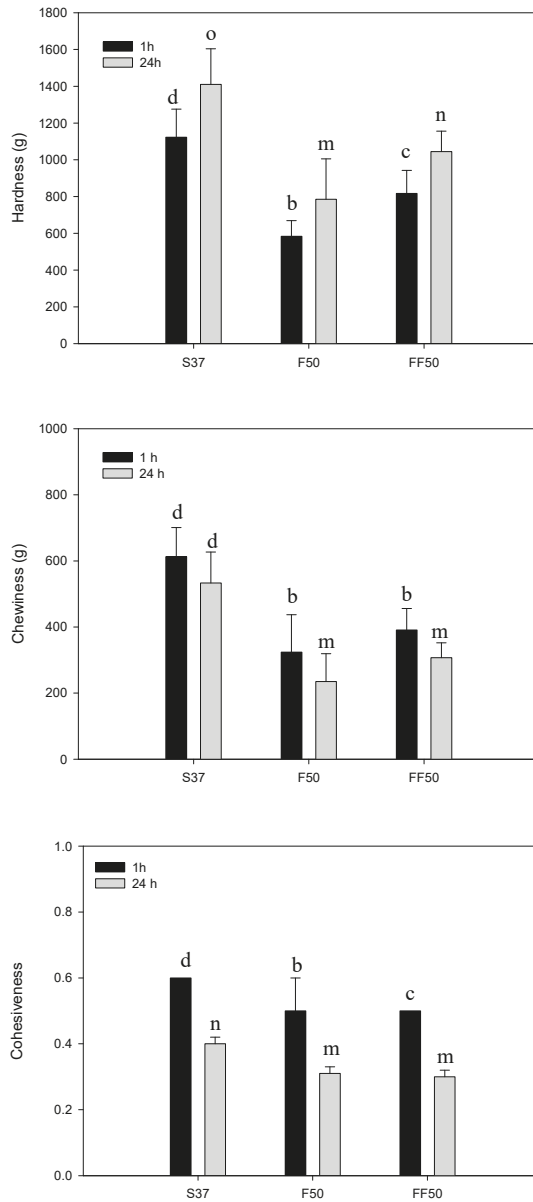 1800
1600
1400
1200
1000
800
600
400
200
0
Hardness (g)
1h
24h
d
o
b
m
c
n
S37
F50
FF50
1000
800
600
400
200
0
Chewiness (g)
1 h
24 h
d
d
b
m
b
m
S37
F50
FF50
1.0
0.8
0.6
0.4
0.2
0.0
Cohesiveness
1h
24 h
d
n
b
m
c
m
S37
F50
FF50